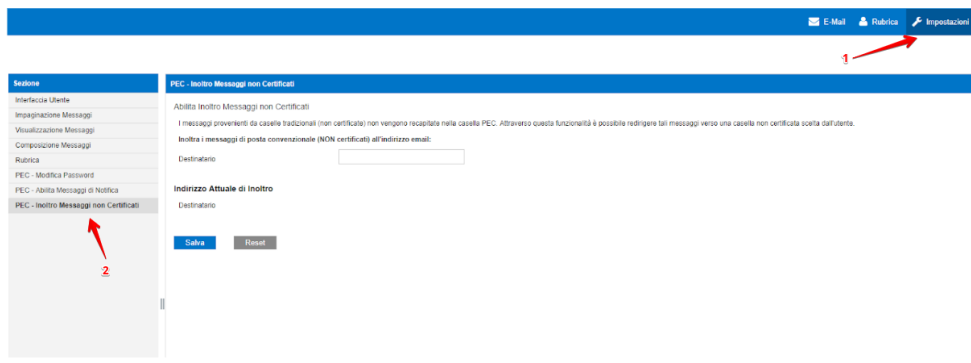 E-Mail Rubrica Impostazioni
1
Sezione
Interfaccia Utente
Impaginazione Messaggi
Visualizzazione Messaggi
Composizione Messaggi
Rubrica
PEC - Modifica Password
PEC - Abilita Messaggi di Notifica
PEC - Inoltro Messaggi non Certificati
2
PEC - Inoltro Messaggi non Certificati
Abilita Inoltro Messaggi non Certificati
I messaggi provenienti da caselle tradizionali (non certificate) non vengono recapitate nella casella PEC. Attraverso questa funzionalità è possibile redirigere tali messaggi verso una casella non certificata scelta dall'utente.
Inoltra i messaggi di posta convenzionale (NON certificati) all'indirizzo email:
Destinatario
Indirizzo Attuale di Inoltro
Destinatario
Salva Reset